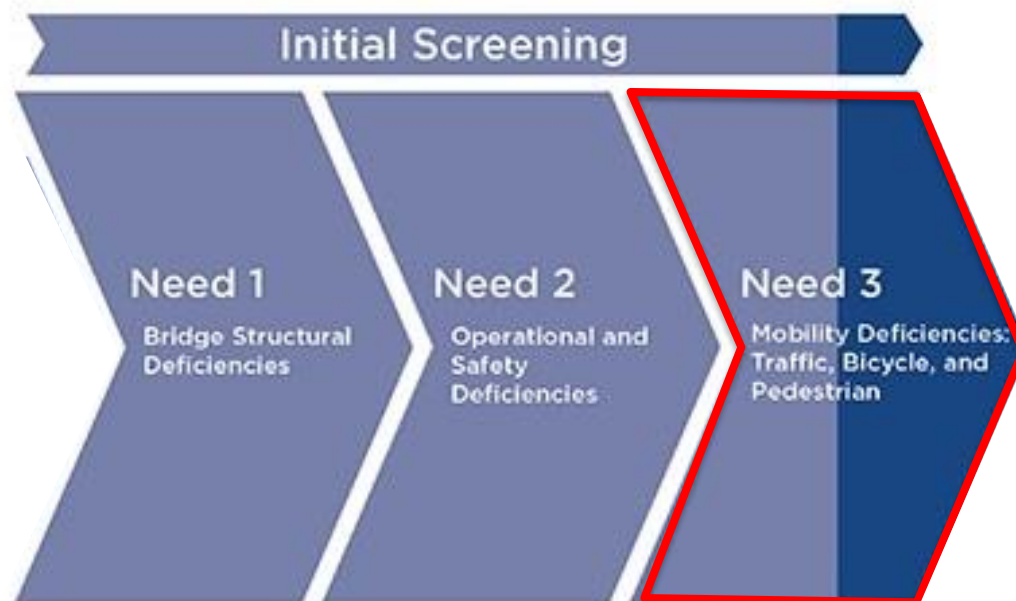 Initial Screening
Need 1
Bridge Structural
Deficiencies
Need 2
Operational and
Safety
Deficiencies
Need 3
Mobility Deficiencies:
Traffic, Bicycle, and
Pedestrian